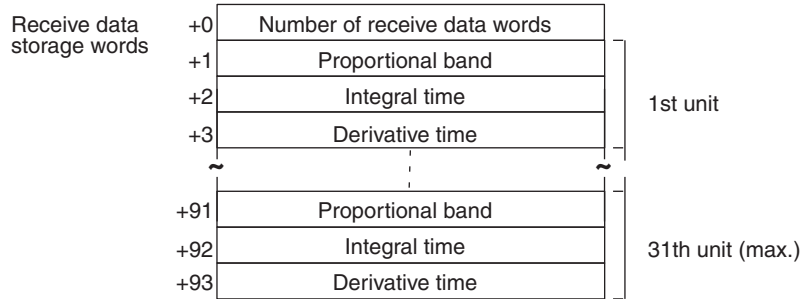 Receive data
storage words
+0 Number of receive data words
+1 Proportional band
+2 Integral time
+3 Derivative time
1st unit
~ ~
+91 Proportional band
+92 Integral time
+93 Derivative time
31th unit (max.)